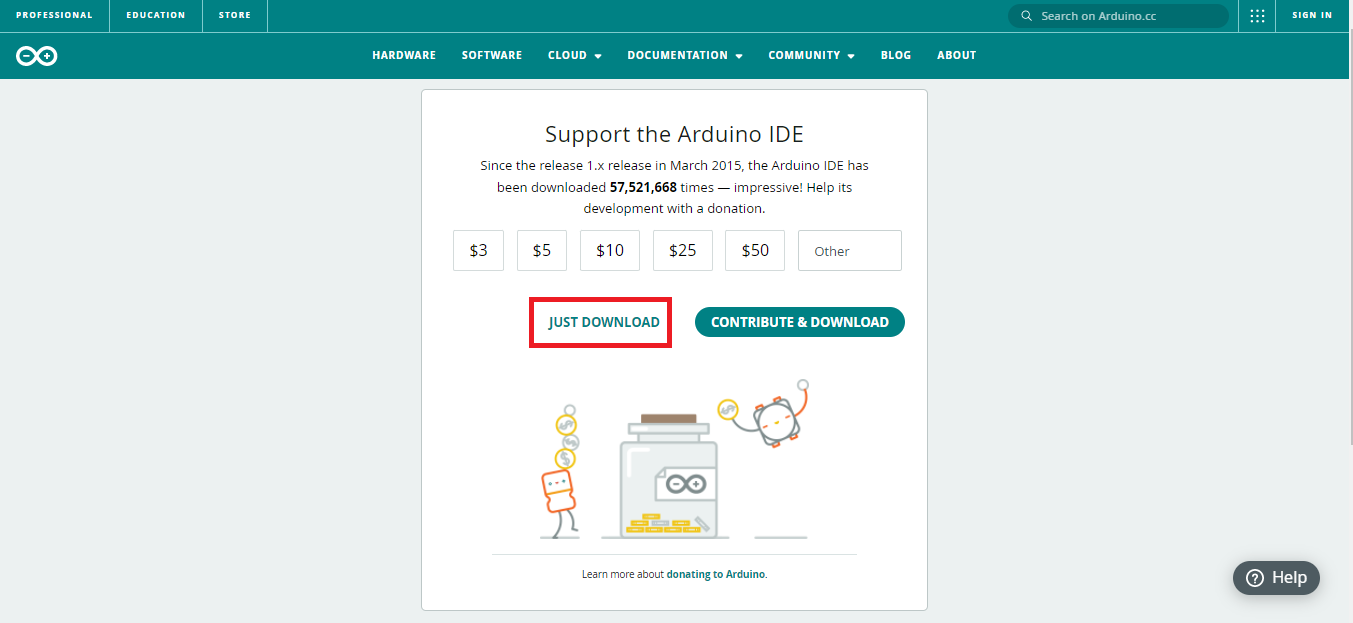 PROFESSIONAL EDUCATION STORE Search on Arduino.cc SIGN IN
HARDWARE SOFTWARE CLOUD DOCUMENTATION COMMUNITY BLOG ABOUT
Support the Arduino IDE
Since the release 1.x release in March 2015, the Arduino IDE has
been downloaded 57,521,668 times — impressive! Help its
development with a donation.
$3 $5 $10 $25 $50 Other
JUST DOWNLOAD CONTRIBUTE & DOWNLOAD
Learn more about donating to Arduino.
? Help